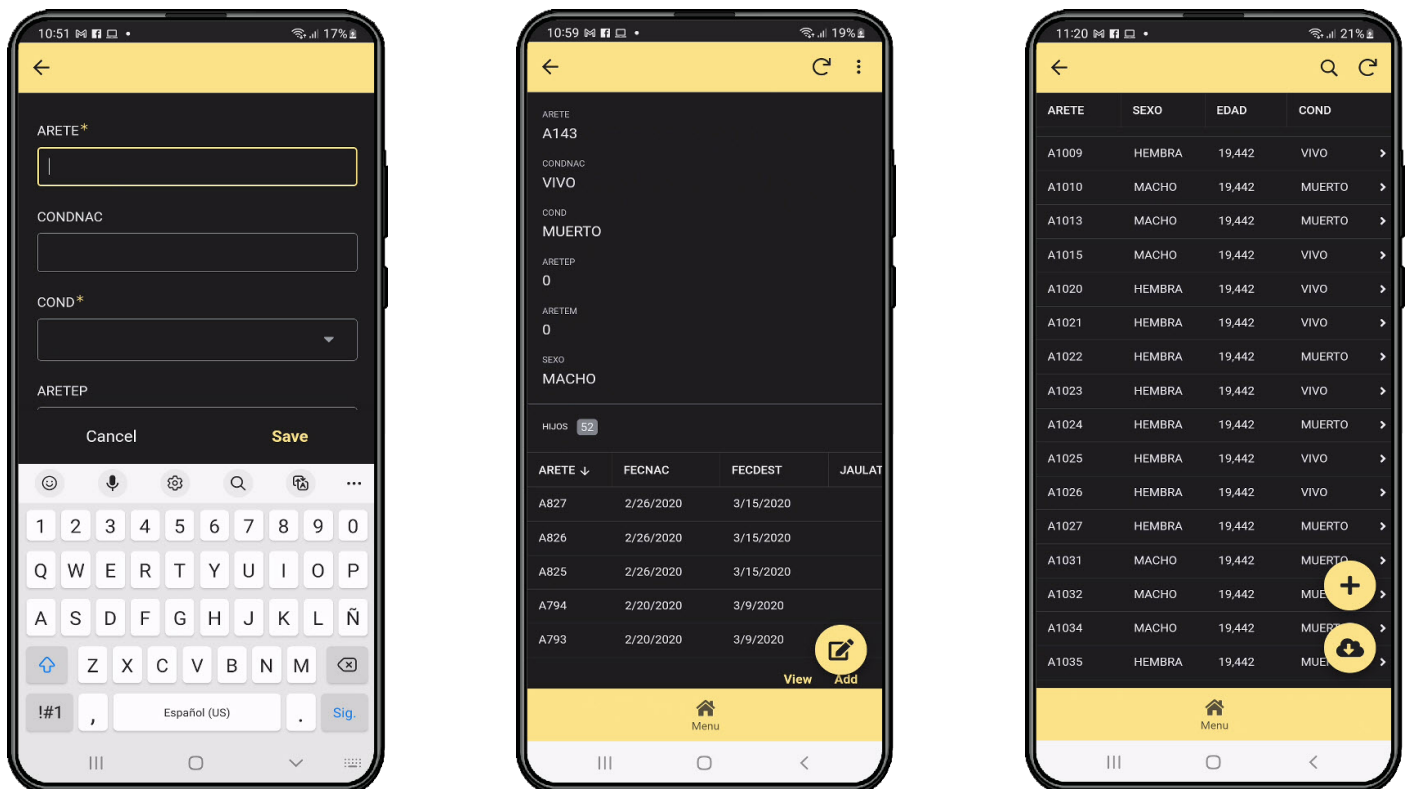 10:51
17%
ARETE*
CONDNAC
COND*
ARETEP
Cancel Save
1 2 3 4 5 6 7 8 9 0
Q W E R T Y U I O P
A S D F G H J K L Ñ
Z X C V B N M
!#1 , Español (US) . Sig.
10:59
19%
ARETE
A143
CONDNAC
VIVO
COND
MUERTO
ARETEP
0
ARETEM
0
SEXO
MACHO
HIJOS 52
ARETE ↓ FECNAC FECDEST JAULAT
A827 2/26/2020 3/15/2020
A826 2/26/2020 3/15/2020
A825 2/26/2020 3/15/2020
A794 2/20/2020 3/9/2020
A793 2/20/2020 3/9/2020
View Add
Menu
11:20
21%
ARETE SEXO EDAD COND
A1009 HEMBRA 19,442 VIVO
A1010 MACHO 19,442 MUERTO
A1013 MACHO 19,442 MUERTO
A1015 MACHO 19,442 VIVO
A1020 HEMBRA 19,442 VIVO
A1021 HEMBRA 19,442 VIVO
A1022 HEMBRA 19,442 MUERTO
A1023 HEMBRA 19,442 VIVO
A1024 HEMBRA 19,442 MUERTO
A1025 HEMBRA 19,442 VIVO
A1026 HEMBRA 19,442 VIVO
A1027 HEMBRA 19,442 MUERTO
A1031 MACHO 19,442 MUERTO
A1032 MACHO 19,442 MUE
A1034 MACHO 19,442 MUERT
A1035 HEMBRA 19,442 MUE
Menu